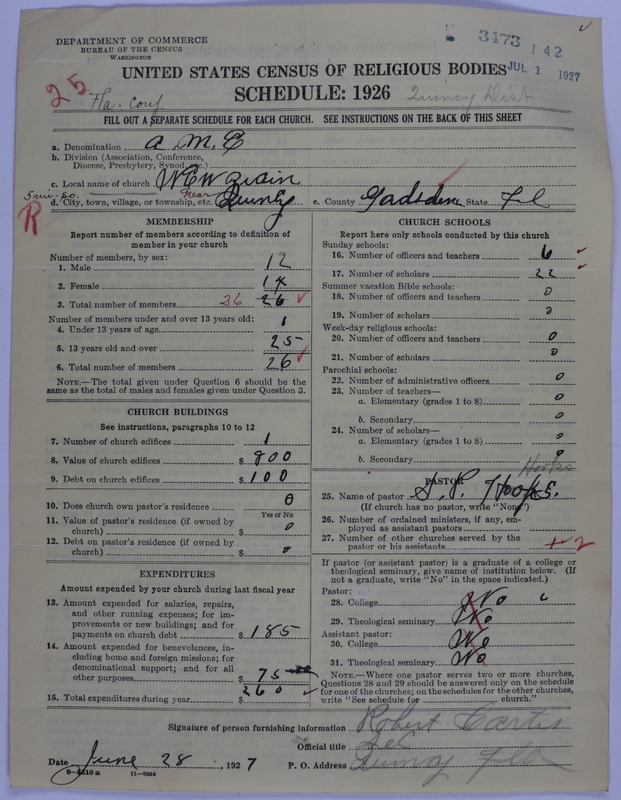 DEPARTMENT OF COMMERCE
BUREAU OF THE CENSUS
WASHINGTON
3473 142
JUL 1 1927
UNITED STATES CENSUS OF RELIGIOUS BODIES
SCHEDULE: 1926 Quincy Dist
25
Fla. Conf
FILL OUT A SEPARATE SCHEDULE FOR EACH CHURCH. SEE INSTRUCTIONS ON THE BACK OF THIS SHEET
a. Denomination A M E
b. Division (Association, Conference,
Diocese, Presbytery, Synod, etc.)
c. Local name of church
5 mi. so.
R
d. City, town, village, or township, etc. near Quincy e. County Gadsden State Fl
MEMBERSHIP
Report number of members according to definition of
member in your church
Number of members, by sex:
1. Male 12
2. Female 14
3. Total number of members 26 26
Number of members under and over 13 years old:
4. Under 13 years of age 1
5. 13 years old and over 25
6. Total number of members 26
NOTE.—The total given under Question 6 should be the
same as the total of males and females given under Question 3.
CHURCH BUILDINGS
See instructions, paragraphs 10 to 12
7. Number of church edifices 1
8. Value of church edifices $ 800
9. Debt on church edifices $ 100
10. Does church own pastor's residence 0
Yes or No
11. Value of pastor's residence (if owned by
church) $ 0
12. Debt on pastor's residence (if owned by
church) $ 0
EXPENDITURES
Amount expended by your church during last fiscal year
13. Amount expended for salaries, repairs,
and other running expenses; for im-
provements or new buildings; and for
payments on church debt $ 185
14. Amount expended for benevolences, in-
cluding home and foreign missions; for
denominational support; and for all
other purposes $ 75
15. Total expenditures during year $ 260
CHURCH SCHOOLS
Report here only schools conducted by this church
Sunday schools:
16. Number of officers and teachers 6
17. Number of scholars 22
Summer vacation Bible schools:
18. Number of officers and teachers 0
19. Number of scholars 0
Week-day religious schools:
20. Number of officers and teachers 0
21. Number of scholars 0
Parochial schools:
22. Number of administrative officers 0
23. Number of teachers—
a. Elementary (grades 1 to 8) 0
b. Secondary 0
24. Number of scholars—
a. Elementary (grades 1 to 8) 0
b. Secondary 0
Hooks
PASTOR
25. Name of pastor S. P. Hooks.
(If church has no pastor, write "None")
26. Number of ordained ministers, if any, em-
ployed as assistant pastors
27. Number of other churches served by the
pastor or his assistants 2
If pastor (or assistant pastor) is a graduate of a college or
theological seminary, give name of institution below. (If
not a graduate, write "No" in the space indicated.)
Pastor:
28. College No
29. Theological seminary No
Assistant pastor:
30. College No
31. Theological seminary No
NOTE.—Where one pastor serves two or more churches,
Questions 28 and 29 should be answered only on the schedule
for one of the churches; on the schedules for the other churches,
write "See schedule for church."
Signature of person furnishing information Robert Curtis
Official title Sec
Date June 28, 1927 P. O. Address Quincy Fla
8-4518 a 11-9054